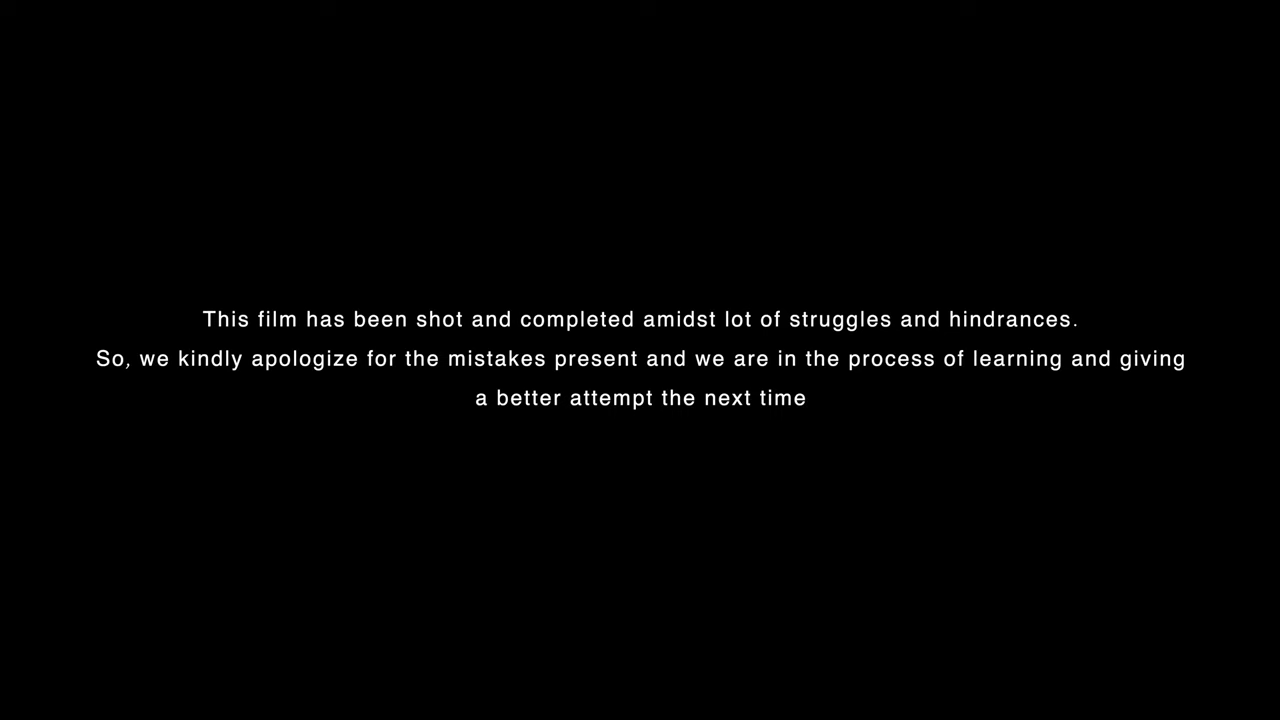 This film has been shot and completed amidst lot of struggles and hindrances.
So, we kindly apologize for the mistakes present and we are in the process of learning and giving
a better attempt the next time